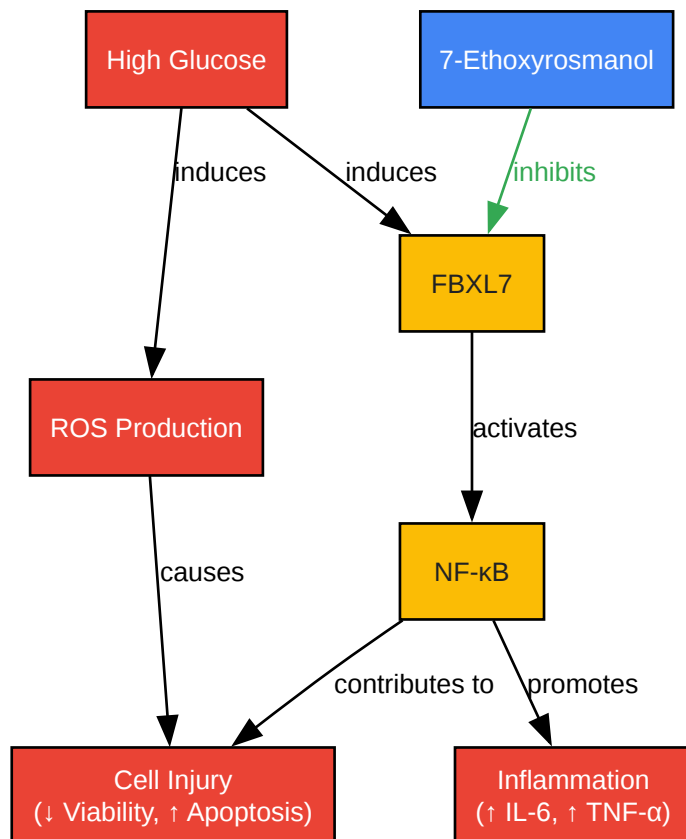 High Glucose
7-Ethoxyrosmanol
induces
induces
inhibits
FBXL7
ROS Production
activates
NF-κB
causes
contributes to
promotes
Cell Injury
(↓ Viability, ↑ Apoptosis)
Inflammation
(↑ IL-6, ↑ TNF-α)